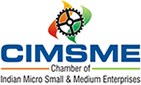 CIMSME
Chamber of
Indian Micro Small & Medium Enterprises